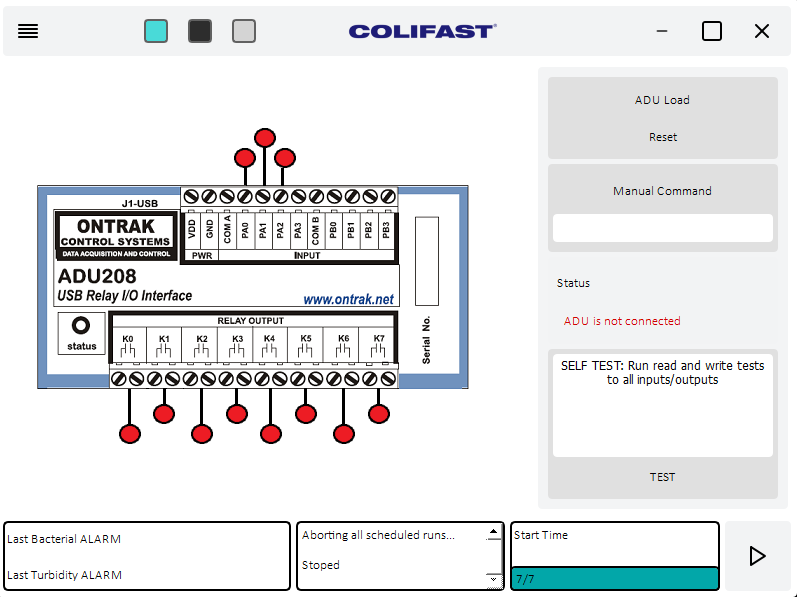 COLIFAST®
ADU Load
Reset
Manual Command
Status
ADU is not connected
SELF TEST: Run read and write tests
to all inputs/outputs
TEST
J1-USB
ONTRAK
CONTROL SYSTEMS
DATA ACQUISITION AND CONTROL
VDD GND COM A PA0 PA1 PA2 PA3 COM B PB0 PB1 PB2 PB3
PWR INPUT
ADU208
USB Relay I/O Interface
www.ontrak.net
status
RELAY OUTPUT
K0 K1 K2 K3 K4 K5 K6 K7
Serial No.
Last Bacterial ALARM
Last Turbidity ALARM
Aborting all scheduled runs...
Stoped
Start Time
7/7